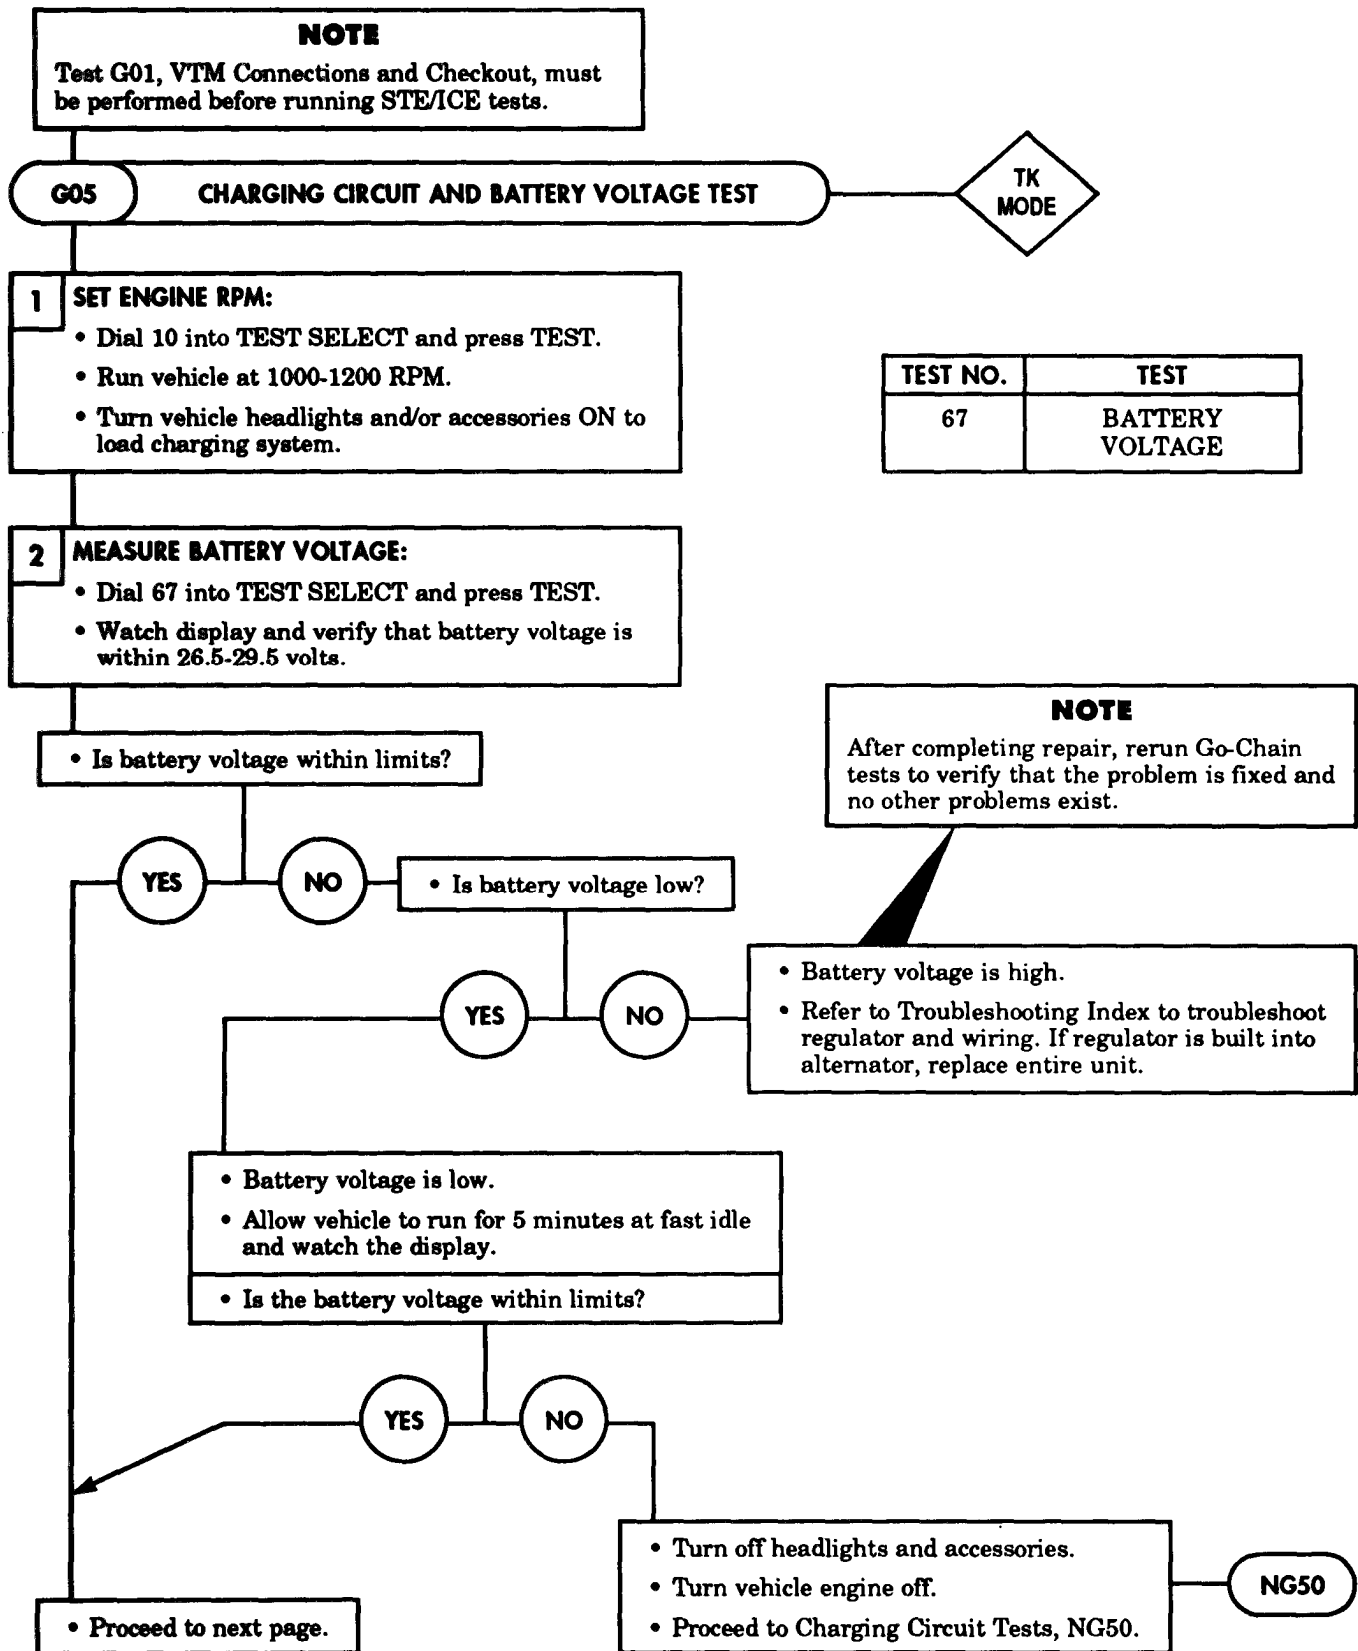 NOTE
Test G01, VTM Connections and Checkout, must
be performed before running STE/ICE tests.
G05
CHARGING CIRCUIT AND BATTERY VOLTAGE TEST
TK
MODE
1
SET ENGINE RPM:
• Dial 10 into TEST SELECT and press TEST.
• Run vehicle at 1000-1200 RPM.
• Turn vehicle headlights and/or accessories ON to
load charging system.
TEST NO. TEST
67 BATTERY
VOLTAGE
2
MEASURE BATTERY VOLTAGE:
• Dial 67 into TEST SELECT and press TEST.
• Watch display and verify that battery voltage is
within 26.5-29.5 volts.
• Is battery voltage within limits?
NOTE
After completing repair, rerun Go-Chain
tests to verify that the problem is fixed and
no other problems exist.
YES
NO
• Is battery voltage low?
YES
NO
• Battery voltage is high.
• Refer to Troubleshooting Index to troubleshoot
regulator and wiring. If regulator is built into
alternator, replace entire unit.
• Battery voltage is low.
• Allow vehicle to run for 5 minutes at fast idle
and watch the display.
• Is the battery voltage within limits?
YES
NO
• Turn off headlights and accessories.
• Turn vehicle engine off.
• Proceed to Charging Circuit Tests, NG50.
NG50
• Proceed to next page.